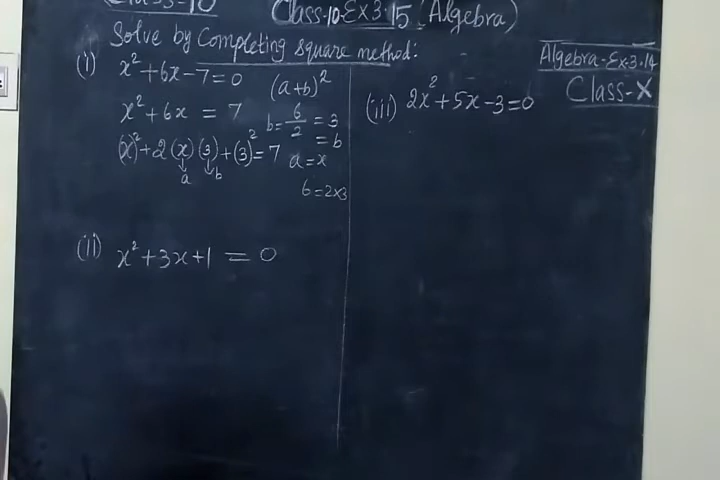 Class-10
Class-10-Ex 3.15 (Algebra)
Solve by Completing square method:
Algebra-Ex-3.14
Class-X
(i) x²+6x-7=0 (a+b)²
x²+6x = 7 b=6/2=3
=b
(x)²+2(x)(3)+(3)²=7 a=x
a b
6=2×3
(ii) x²+3x+1=0
(iii) 2x²+5x-3=0